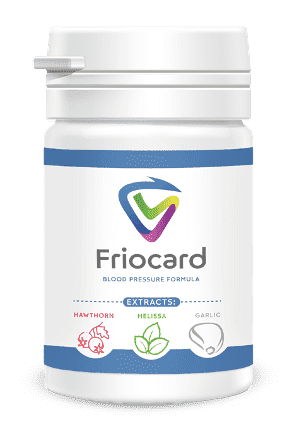 Friocard
BLOOD PRESSURE FORMULA
EXTRACTS:
HAWTHORN MELISSA GARLIC